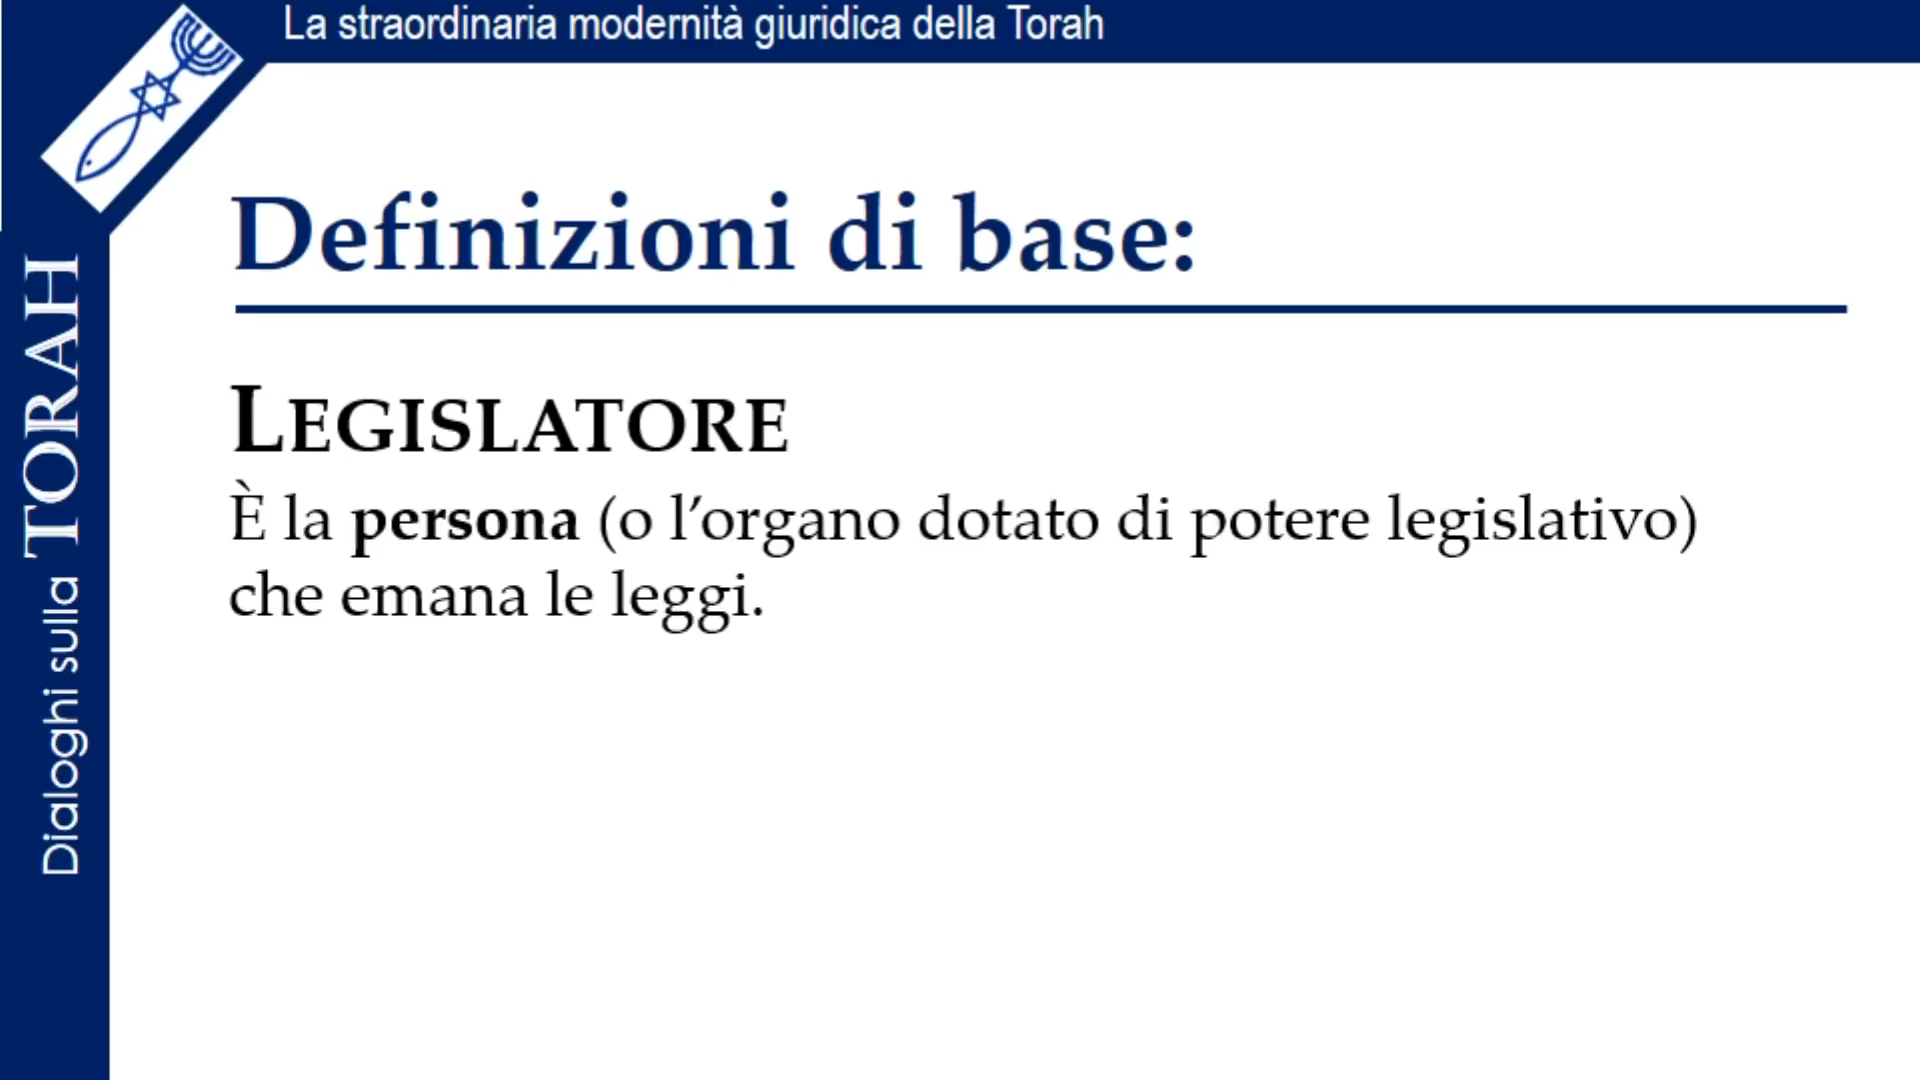 La straordinaria modernità giuridica della Torah
Dialoghi sulla TORAH
Definizioni di base:
LEGISLATORE
È la persona (o l’organo dotato di potere legislativo)
che emana le leggi.